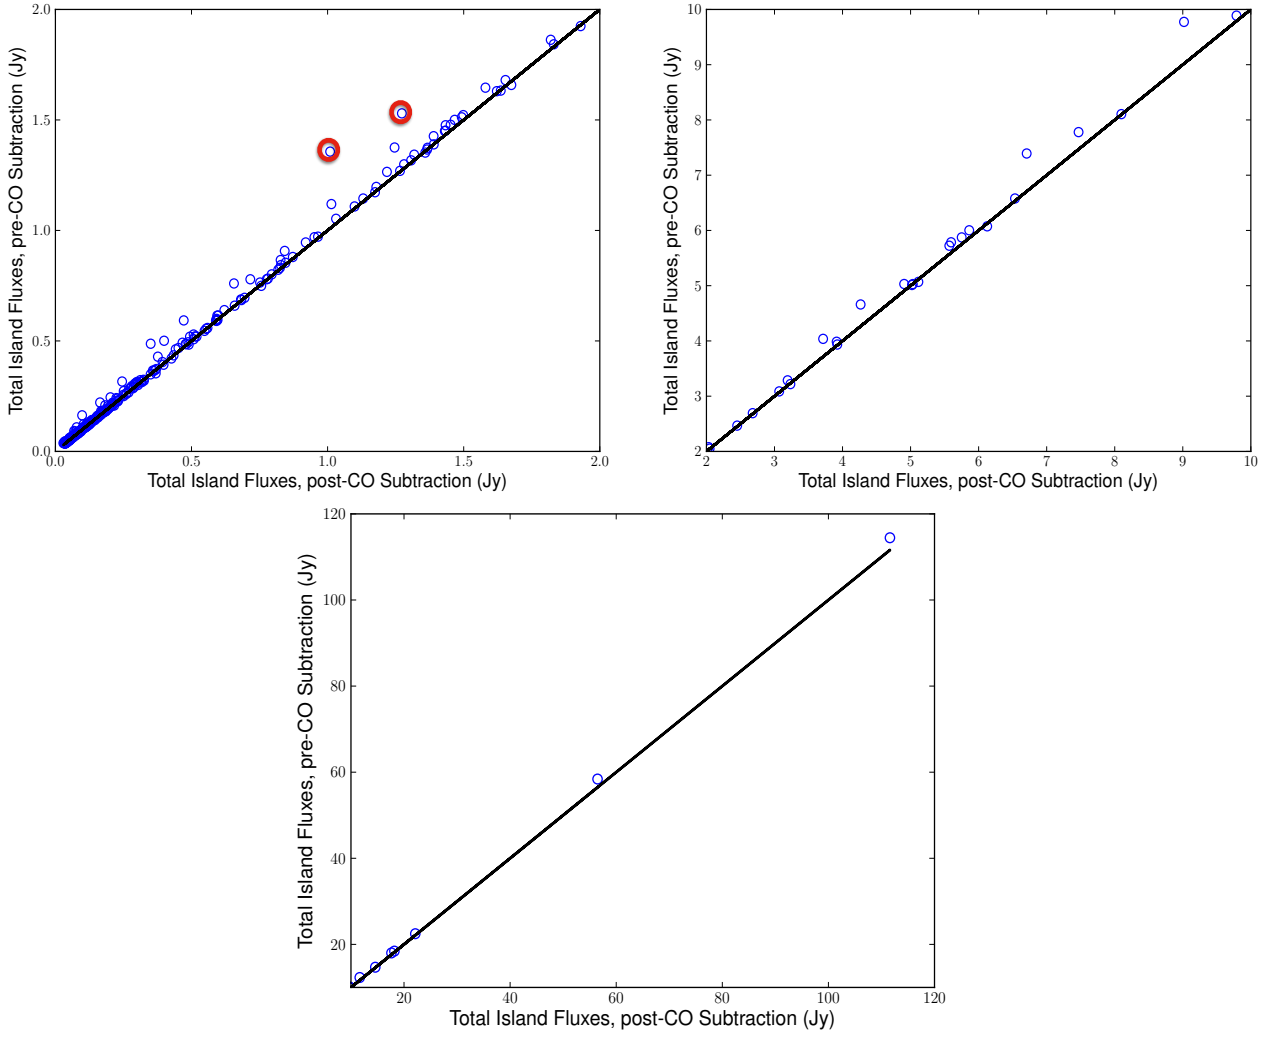 Total Island Fluxes, pre-CO Subtraction (Jy)
2.0
1.5
1.0
0.5
0.0
0.0 0.5 1.0 1.5 2.0
Total Island Fluxes, post-CO Subtraction (Jy)
Total Island Fluxes, pre-CO Subtraction (Jy)
10
9
8
7
6
5
4
3
2
2 3 4 5 6 7 8 9 10
Total Island Fluxes, post-CO Subtraction (Jy)
Total Island Fluxes, pre-CO Subtraction (Jy)
120
100
80
60
40
20
20 40 60 80 100 120
Total Island Fluxes, post-CO Subtraction (Jy)